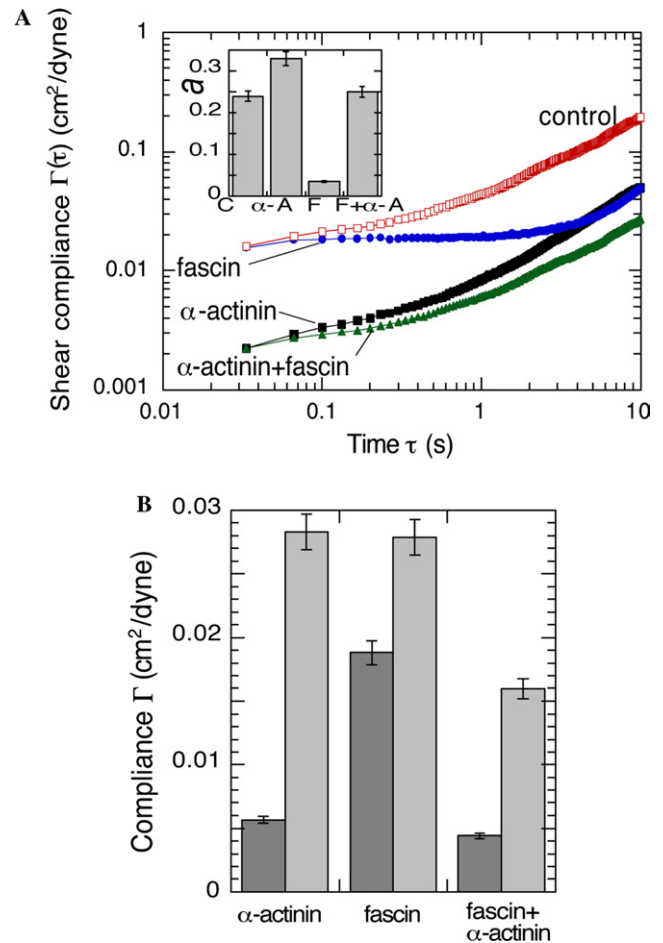 A
Shear compliance Γ(τ) (cm²/dyne)
1
0.1
0.01
0.001
a
0.3
0.2
0.1
0
C α-A F F+α-A
control
fascin
α-actinin
α-actinin+fascin
0.01 0.1 1 10
Time τ (s)
B
Compliance Γ (cm²/dyne)
0.03
0.02
0.01
0
α-actinin fascin fascin+
α-actinin